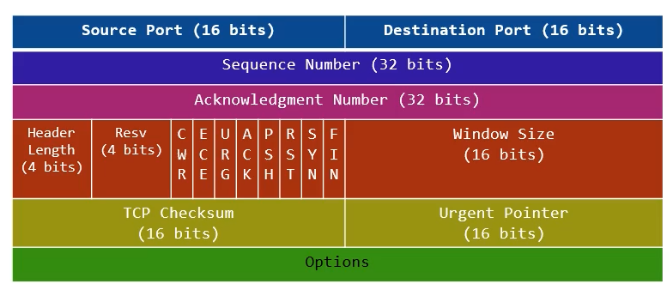 Source Port (16 bits) Destination Port (16 bits)
Sequence Number (32 bits)
Acknowledgment Number (32 bits)
Header Length (4 bits)
Resv (4 bits)
CWR
ECE
URG
ACK
PSH
RST
SYN
FIN
Window Size (16 bits)
TCP Checksum (16 bits)
Urgent Pointer (16 bits)
Options